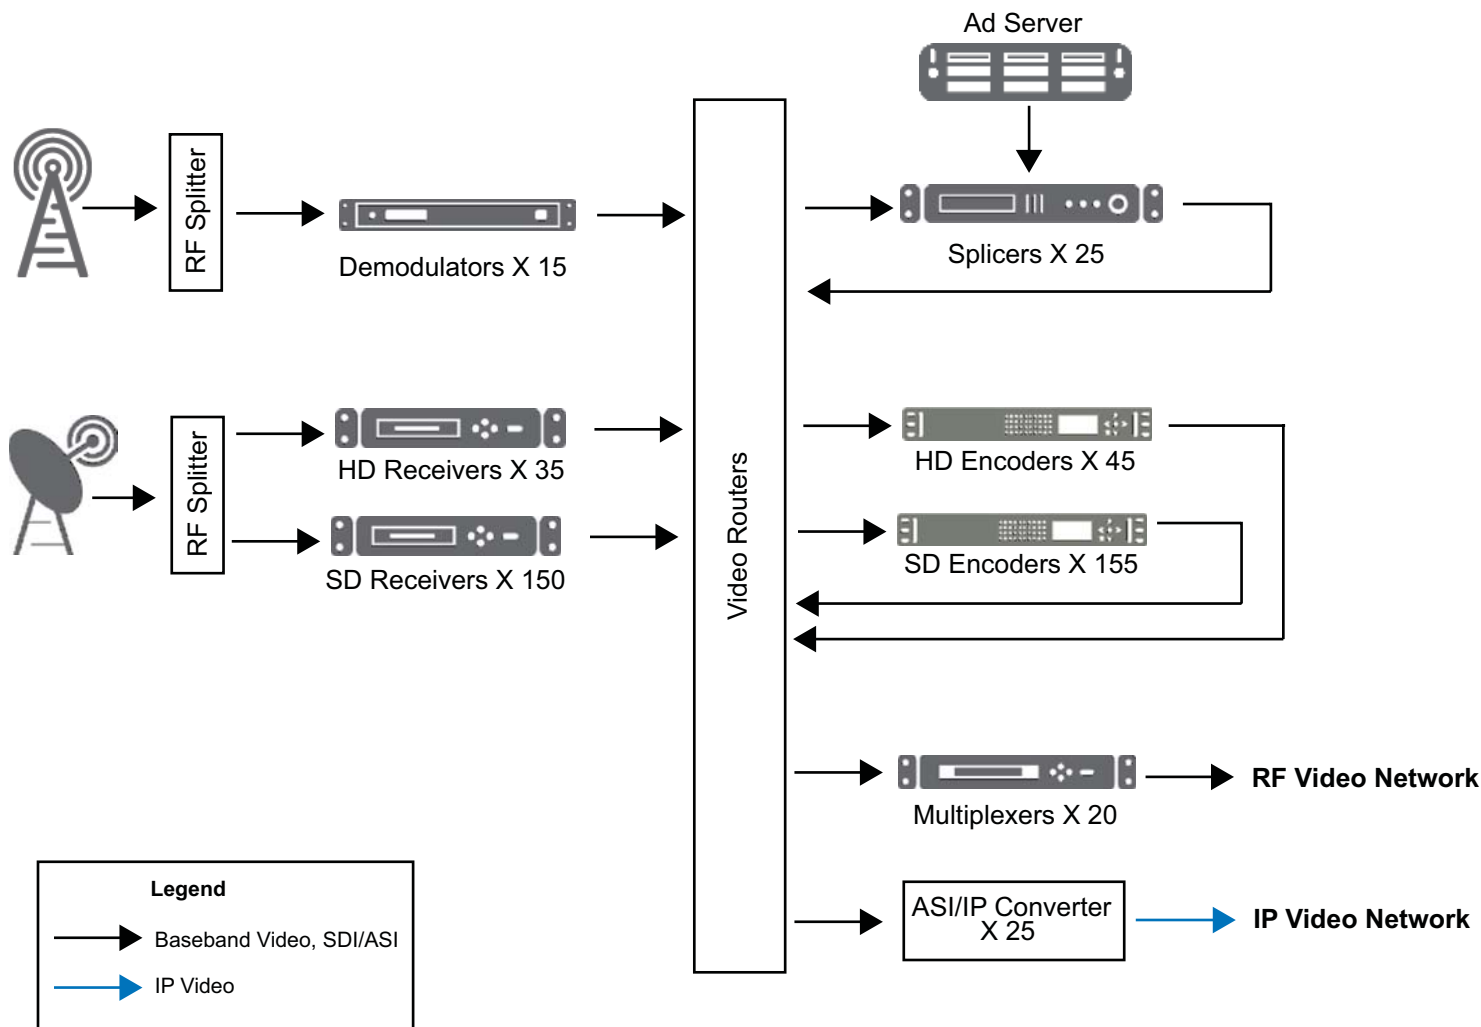 Ad Server
RF Splitter
Demodulators X 15
Splicers X 25
RF Splitter
HD Receivers X 35
SD Receivers X 150
Video Routers
HD Encoders X 45
SD Encoders X 155
Multiplexers X 20
RF Video Network
ASI/IP Converter
X 25
IP Video Network
Legend
Baseband Video, SDI/ASI
IP Video